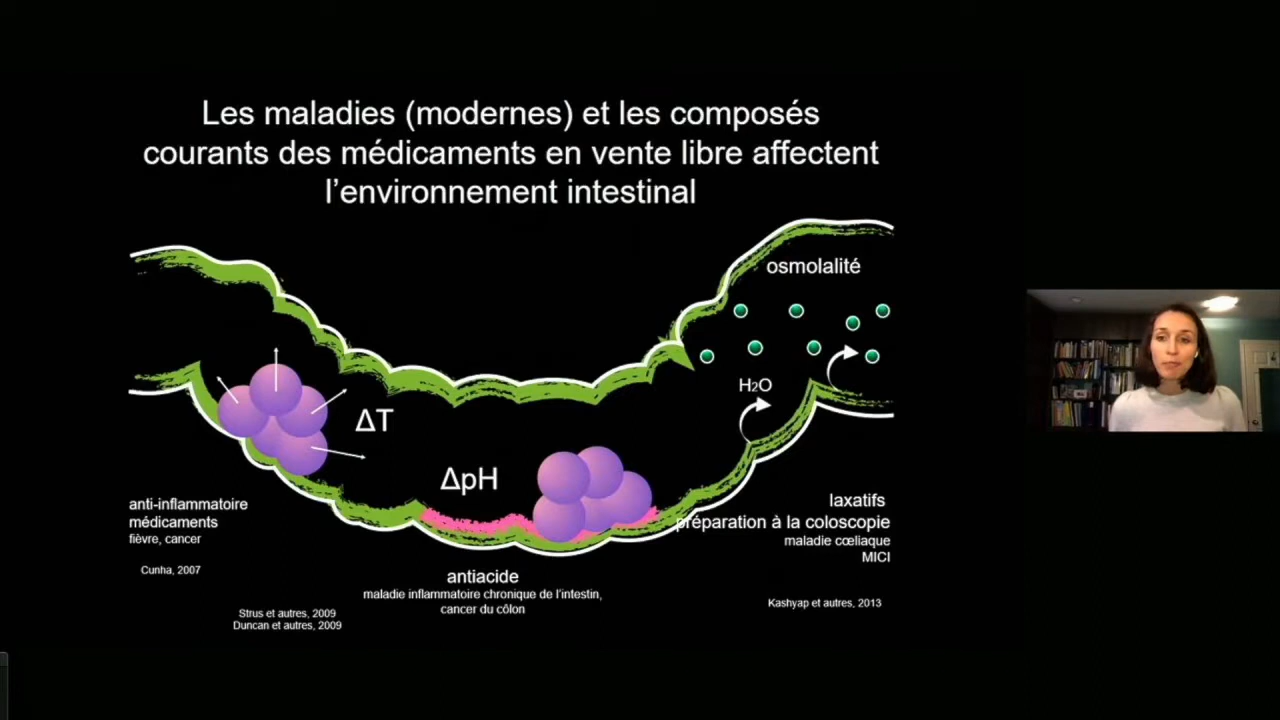 Les maladies (modernes) et les composés
courants des médicaments en vente libre affectent
l'environnement intestinal
osmolalité
H2O
ΔT
ΔpH
anti-inflammatoire
médicaments
fièvre, cancer
Cunha, 2007
laxatifs
préparation à la coloscopie
maladie cœliaque
MICI
antiacide
maladie inflammatoire chronique de l'intestin,
cancer du côlon
Kashyap et autres, 2013
Strus et autres, 2009
Duncan et autres, 2009